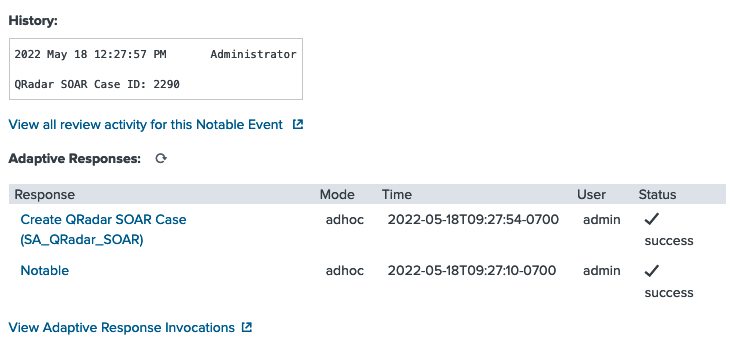 History:
2022 May 18 12:27:57 PM Administrator
QRadar SOAR Case ID: 2290
View all review activity for this Notable Event
Adaptive Responses:
Response Mode Time User Status
Create QRadar SOAR Case adhoc 2022-05-18T09:27:54-0700 admin
(SA_QRadar_SOAR) success
Notable adhoc 2022-05-18T09:27:10-0700 admin
success
View Adaptive Response Invocations